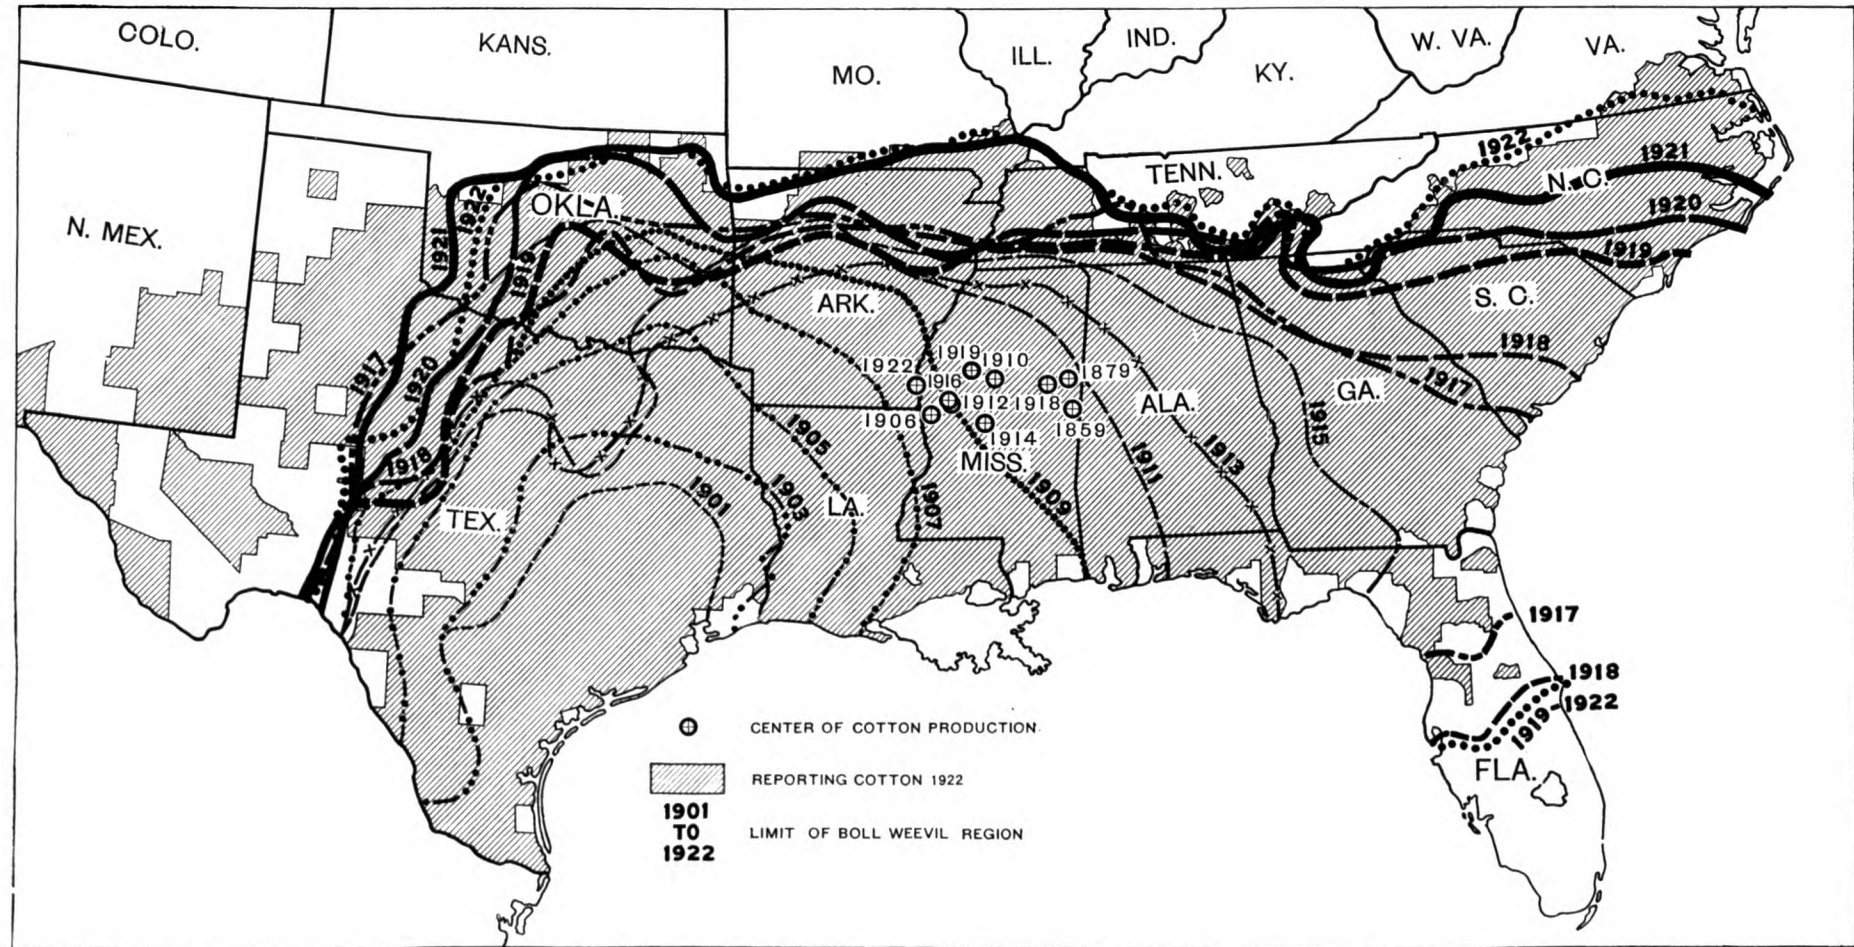 COLO.
KANS.
MO.
ILL.
IND.
KY.
W. VA.
VA.
N. MEX.
OKLA.
TENN.
N. C.
ARK.
S. C.
TEX.
LA.
MISS.
ALA.
GA.
FLA.
1922
1921
1920
1919
1918
1917
1921
1922
1919
1917
1920
1918
1901
1903
1905
1907
1909
1911
1913
1915
1922
1919
1910
1916
1879
1906
1912
1918
1914
1859
1917
1918
1919-1922
CENTER OF COTTON PRODUCTION.
REPORTING COTTON 1922
1901
TO
1922
LIMIT OF BOLL WEEVIL REGION